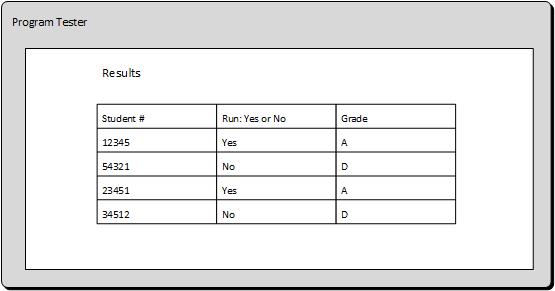 Program Tester
Results
Student # Run: Yes or No Grade
12345 Yes A
54321 No D
23451 Yes A
34512 No D